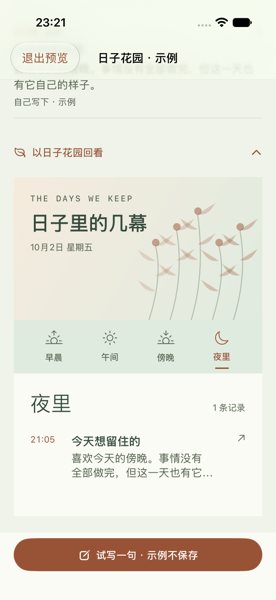 23:21
退出预览
日子花园 · 示例
有它自己的样子。
自己写下 · 示例
以日子花园回看
THE DAYS WE KEEP
日子里的几幕
10月2日 星期五
早晨
午间
傍晚
夜里
夜里
1 条记录
21:05
今天想留住的
喜欢今天的傍晚。事情没有
全部做完，但这一天也有它...
试写一句 · 示例不保存